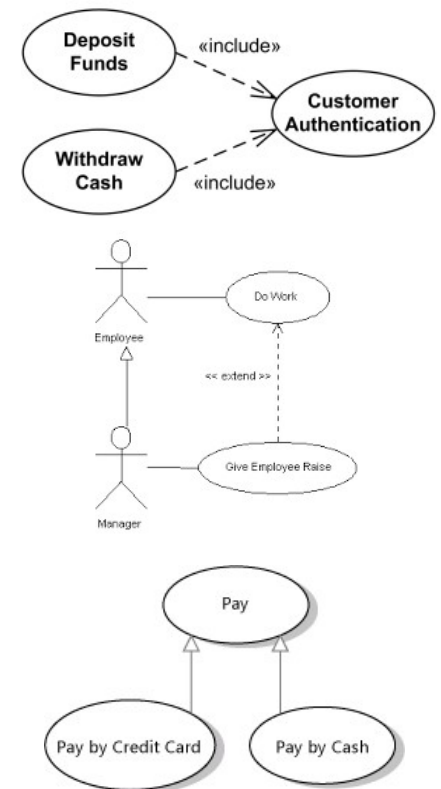 Deposit
Funds
«include»
Customer
Authentication
Withdraw
Cash
«include»
Employee
Do Work
<< extend >>
Manager
Give Employee Raise
Pay
Pay by Credit Card
Pay by Cash